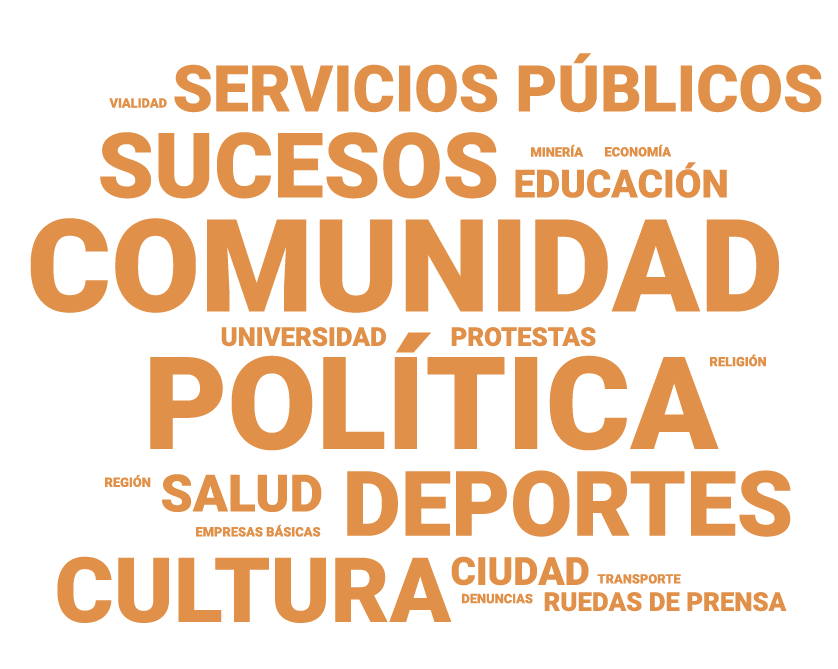 VIALIDAD SERVICIOS PÚBLICOS
SUCESOS MINERÍA ECONOMÍA
EDUCACIÓN
COMUNIDAD
UNIVERSIDAD PROTESTAS
POLÍTICA RELIGIÓN
REGIÓN SALUD DEPORTES
EMPRESAS BÁSICAS
CULTURA CIUDAD TRANSPORTE
DENUNCIAS RUEDAS DE PRENSA